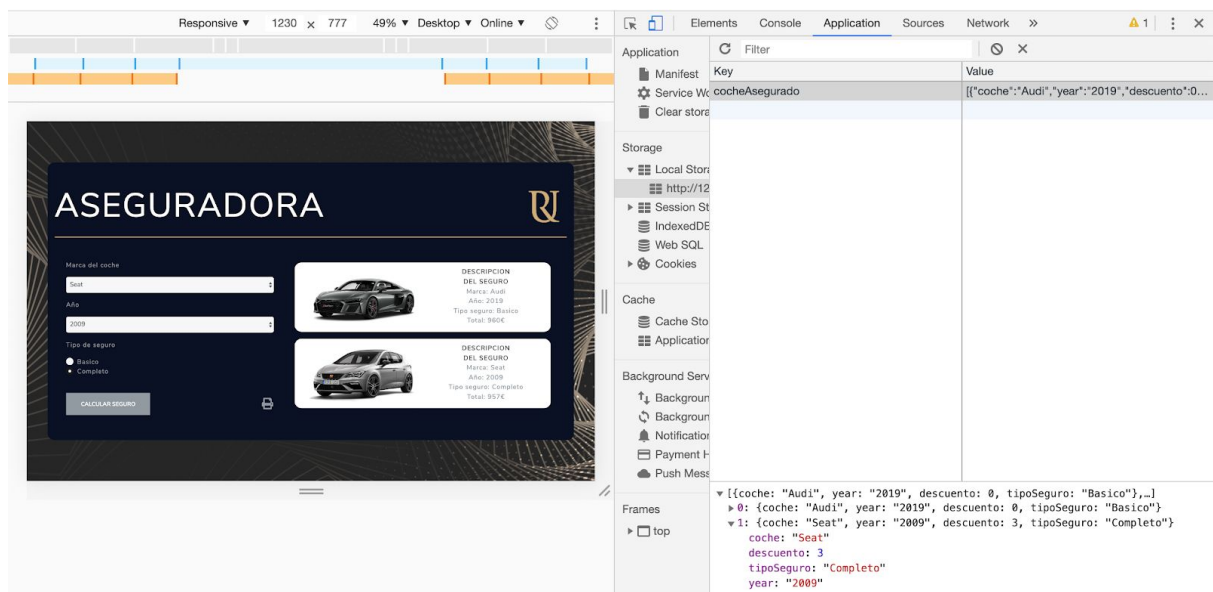 Responsive ▼ 1230 × 777 49% ▼ Desktop ▼ Online ▼
Elements Console Application Sources Network » 1
ASEGURADORA
Marca del coche
Seat
Año
2009
Tipo de seguro
Basico
Completo
CALCULAR SEGURO
DESCRIPCION
DEL SEGURO
Marca: Audi
Año: 2019
Tipo seguro: Basico
Total: 960€
DESCRIPCION
DEL SEGURO
Marca: Seat
Año: 2009
Tipo seguro: Completo
Total: 957€
Application
Manifest
Service Wo
Clear stora
Storage
Local Stora
http://12
Session St
IndexedDB
Web SQL
Cookies
Cache
Cache Sto
Application
Background Serv
Backgroun
Backgroun
Notification
Payment H
Push Mess
Frames
top
Filter
Key Value
cocheAsegurado [{"coche":"Audi","year":"2019","descuento":0...
[{coche: "Audi", year: "2019", descuento: 0, tipoSeguro: "Basico"},…]
0: {coche: "Audi", year: "2019", descuento: 0, tipoSeguro: "Basico"}
1: {coche: "Seat", year: "2009", descuento: 3, tipoSeguro: "Completo"}
coche: "Seat"
descuento: 3
tipoSeguro: "Completo"
year: "2009"